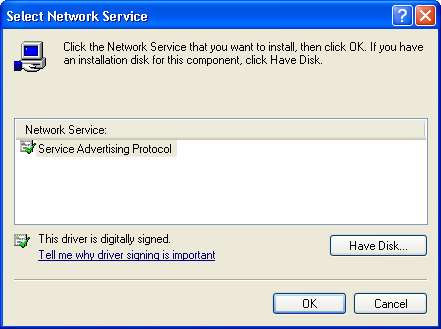 Select Network Service
Click the Network Service that you want to install, then click OK. If you have
an installation disk for this component, click Have Disk.
Network Service:
Service Advertising Protocol
This driver is digitally signed.
Tell me why driver signing is important
Have Disk...
OK
Cancel